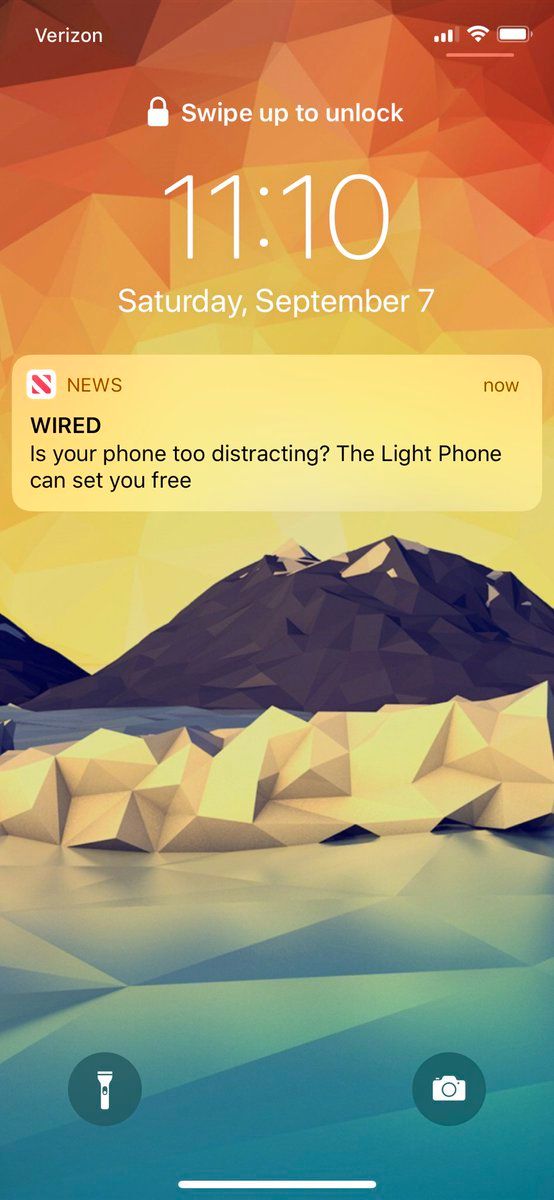 Verizon
Swipe up to unlock
11:10
Saturday, September 7
NEWS now
WIRED
Is your phone too distracting? The Light Phone
can set you free